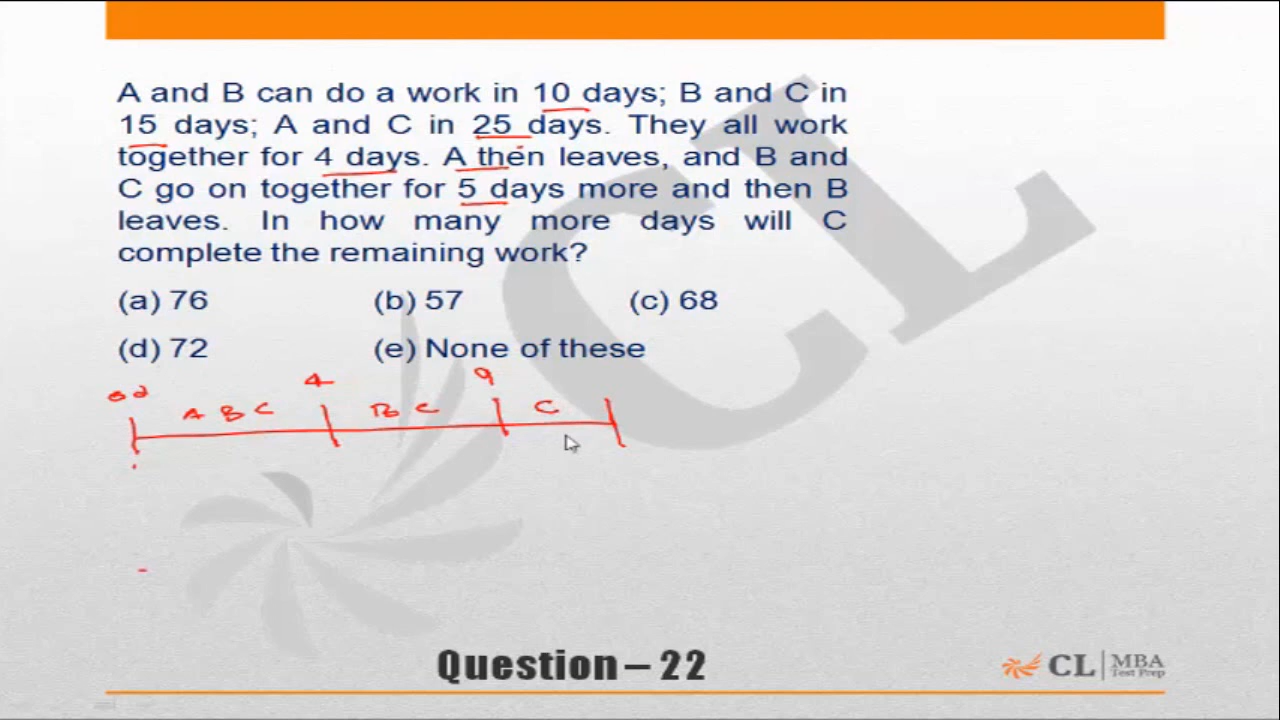 A and B can do a work in 10 days; B and C in
15 days; A and C in 25 days. They all work
together for 4 days. A then leaves, and B and
C go on together for 5 days more and then B
leaves. In how many more days will C
complete the remaining work?
(a) 76 (b) 57 (c) 68
(d) 72 (e) None of these
4 9
A B C B C C
CL
Question – 22
CL MBA
Test Prep